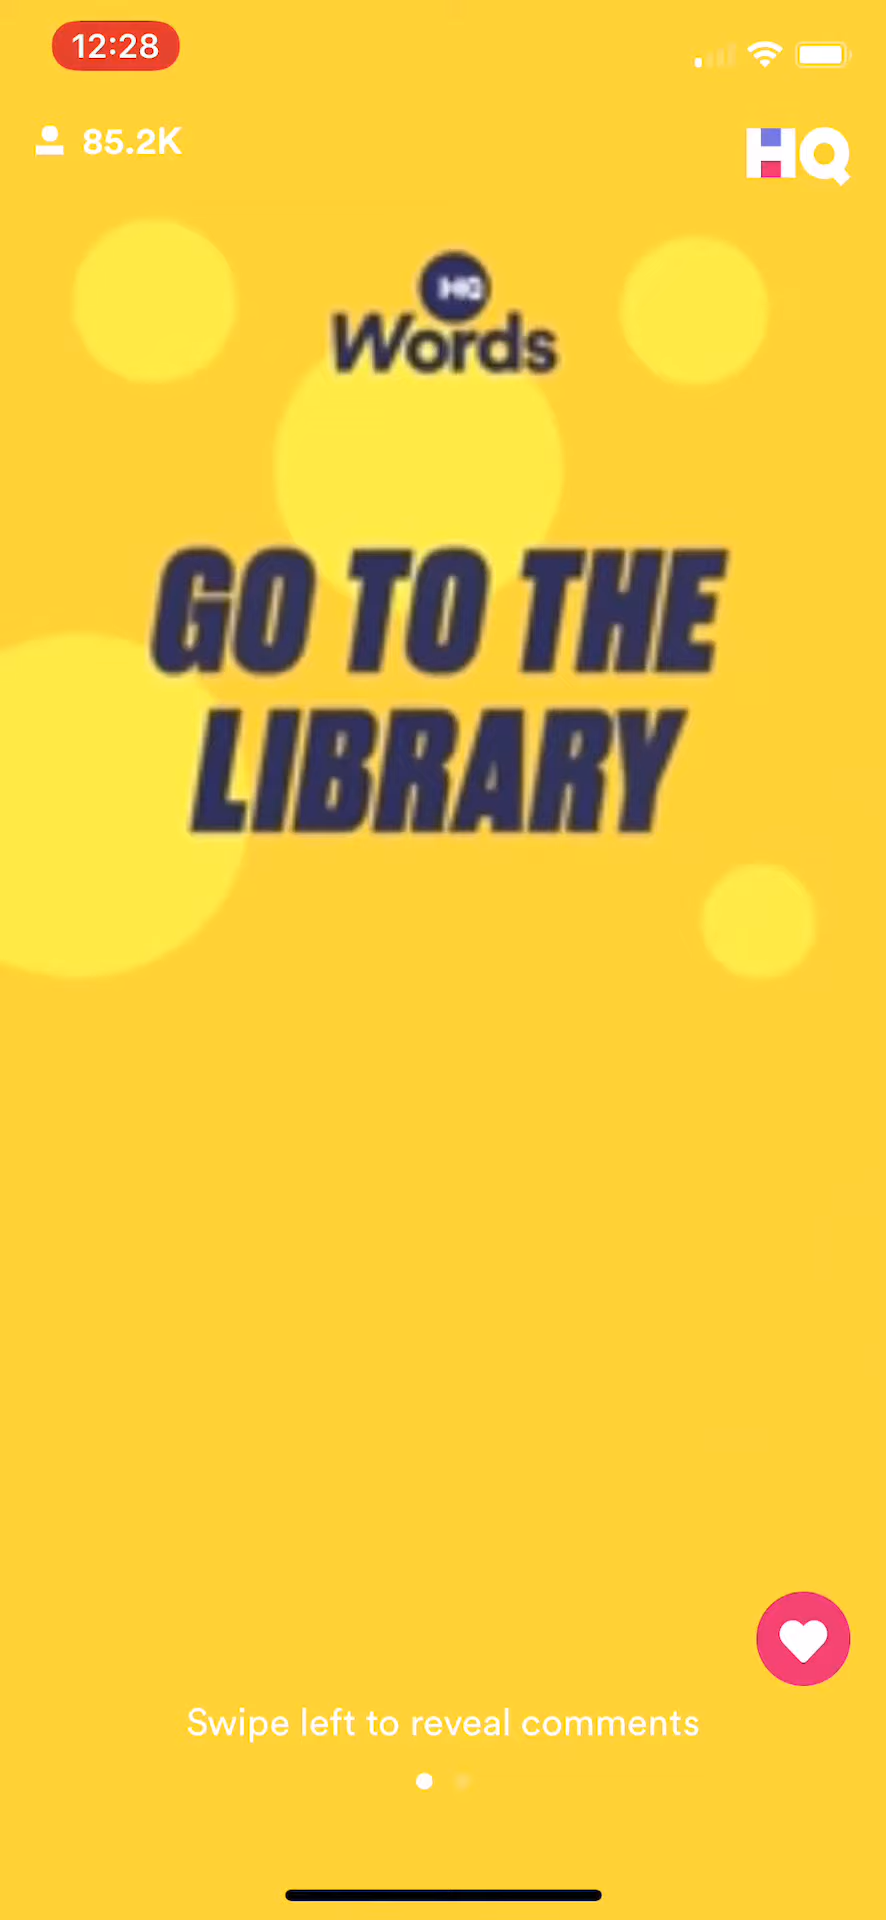 12:28
85.2K
HQ
HQ
Words
GO TO THE
LIBRARY
Swipe left to reveal comments